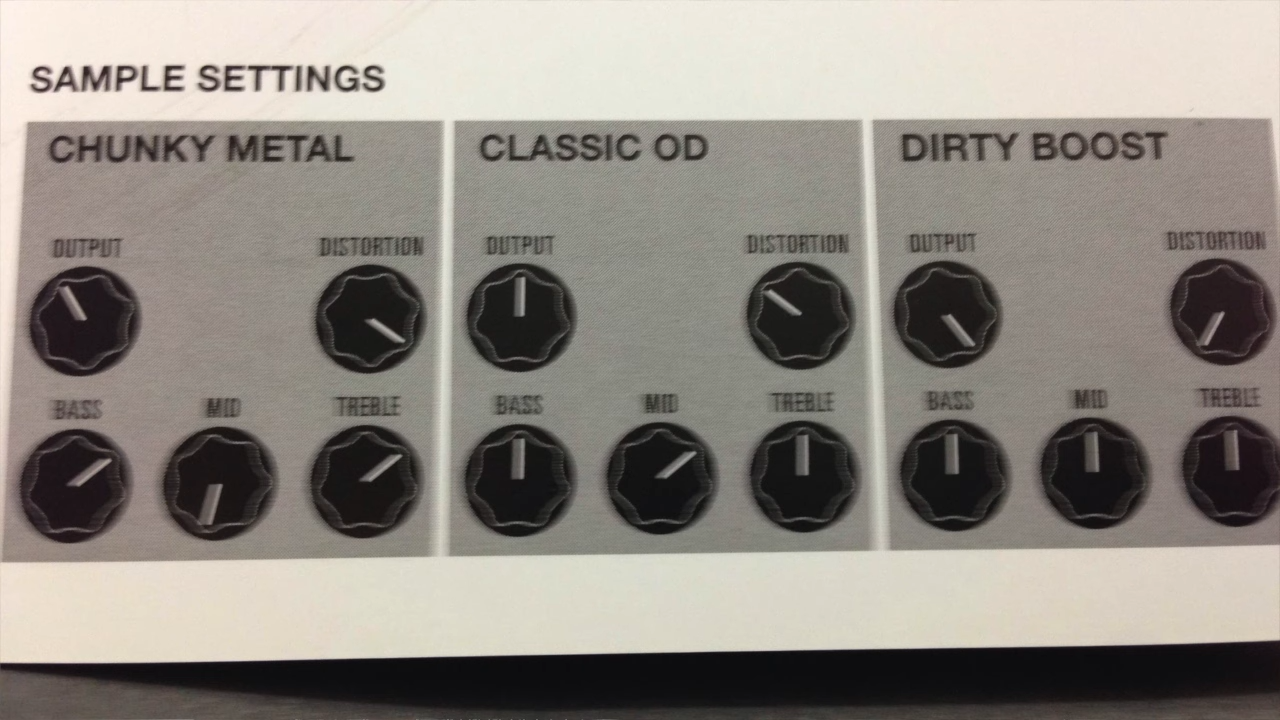 SAMPLE SETTINGS
CHUNKY METAL
OUTPUT DISTORTION
BASS MID TREBLE
CLASSIC OD
OUTPUT DISTORTION
BASS MID TREBLE
DIRTY BOOST
OUTPUT DISTORTION
BASS MID TREBLE